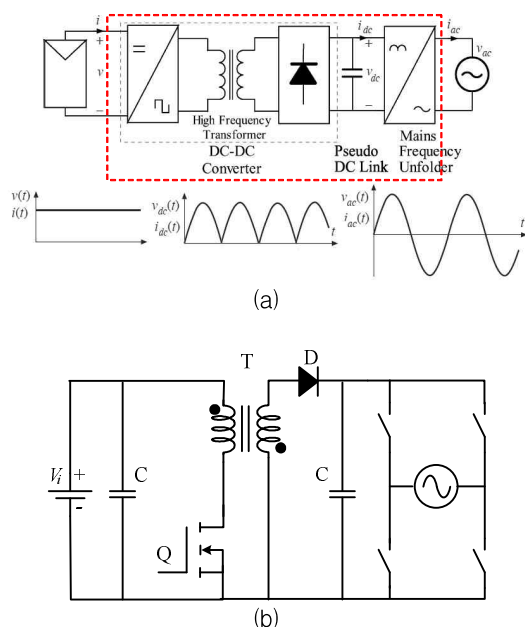 i
+
v
−
High Frequency
Transformer
DC-DC
Converter
i_dc
+
v_dc
−
Pseudo
DC Link
i_ac
v_ac
Mains
Frequency
Unfolder
v(t)
i(t)
t
v_dc(t)
i_dc(t)
t
v_ac(t)
i_ac(t)
t
(a)
T
D
V_i
+
-
C
Q
C
(b)